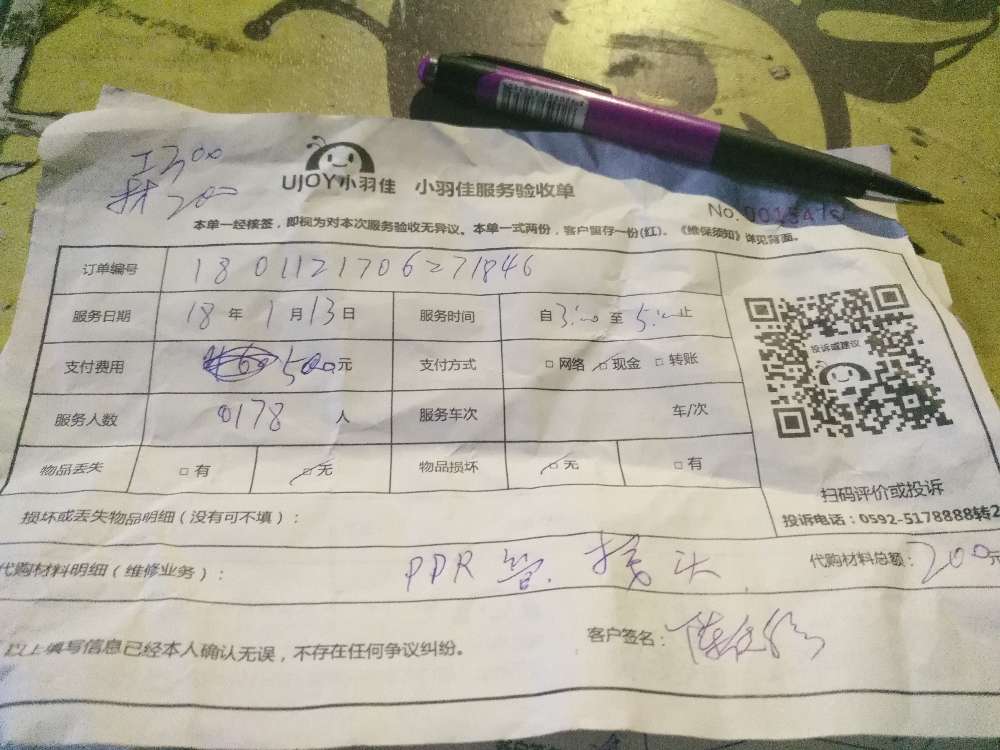 工300
材200
UJOY小羽佳 小羽佳服务验收单
No.
本单一经核签，即视为对本次服务验收无异议。本单一式两份，客户留存一份(红)。《维保须知》详见背面。
订单编号 180112170627 1846
服务日期 18 年 1 月 13 日 服务时间 自 3:00 至 5:00 止
支付费用 500 元 支付方式 □ 网络 □ 现金 □ 转账
服务人数 0178 人 服务车次 车/次
物品丢失 □ 有 □ 无 物品损坏 □ 无 □ 有
投诉或建议
扫码评价或投诉
投诉电话：0592-5178888转2
损坏或丢失物品明细（没有可不填）：
代购材料明细（维修业务）： PPR管. 接头 代购材料总额：200元
以上填写信息已经本人确认无误，不存在任何争议纠纷。 客户签名：